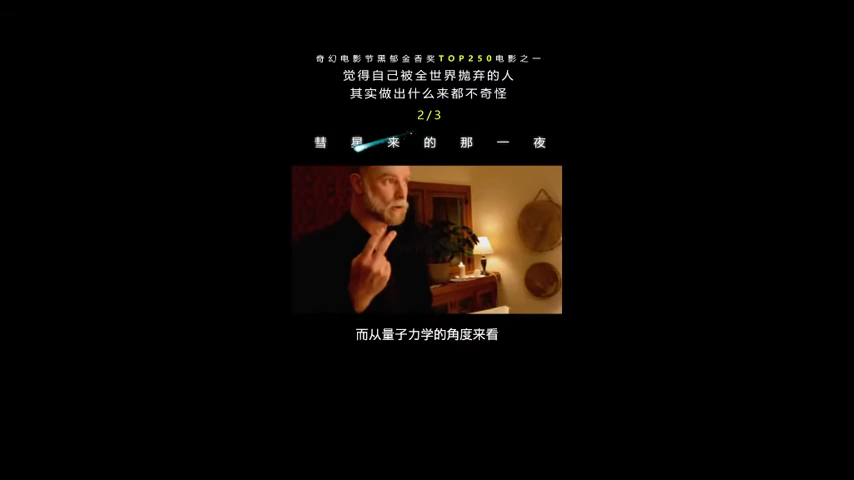 奇幻电影节黑郁金香奖TOP250电影之一
觉得自己被全世界抛弃的人
其实做出什么来都不奇怪
2/3
彗星来的那一夜
而从量子力学的角度来看